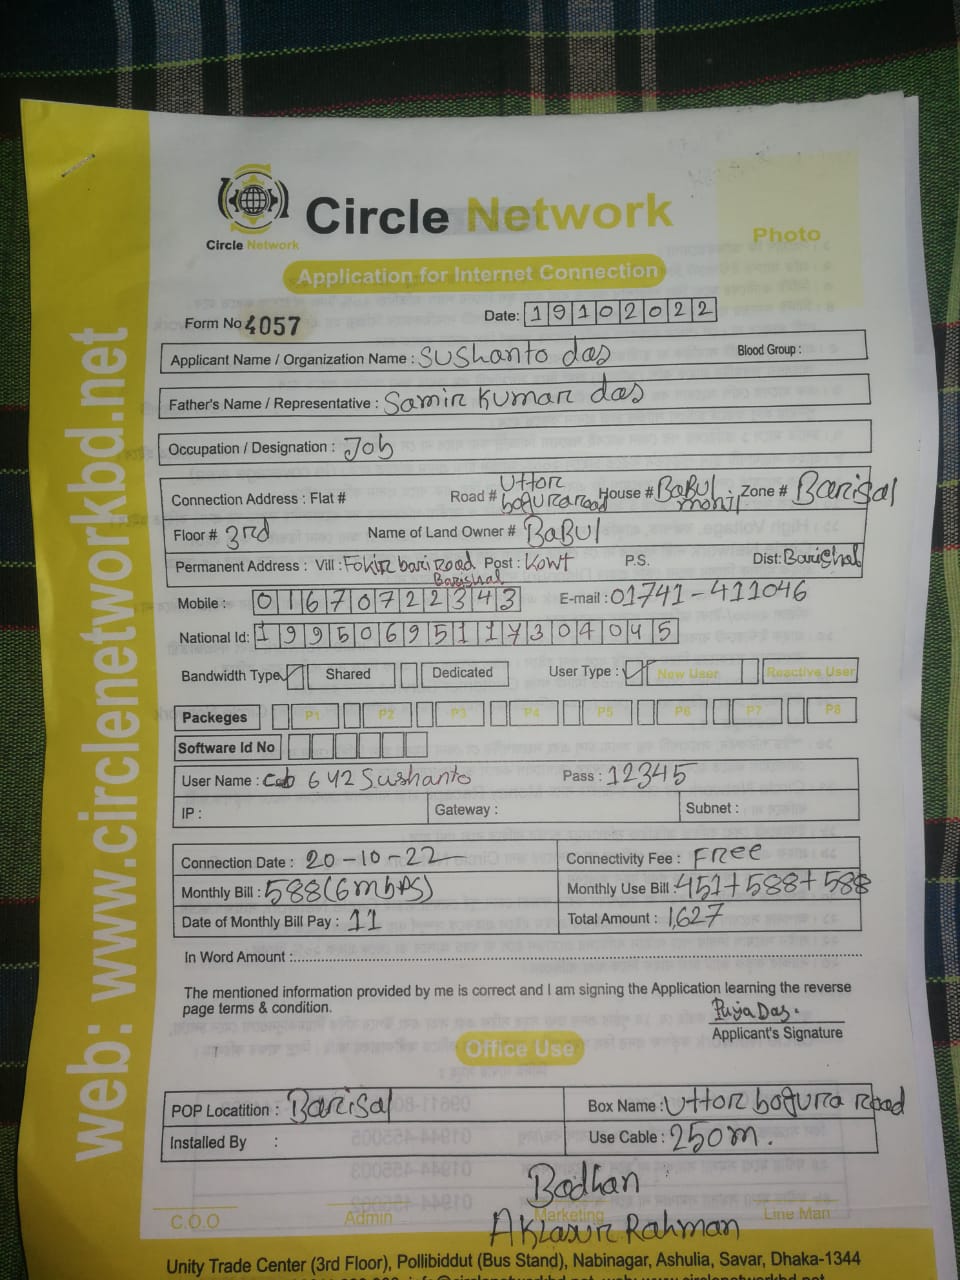 web: www.circlenetworkbd.net
Circle Network
Circle Network
Photo
Application for Internet Connection
Form No 4057 Date: 19102022
Applicant Name / Organization Name : SUShanto das Blood Group :
Father's Name / Representative : Samir Kumar das
Occupation / Designation : Job
Connection Address : Flat # Road # Uttor bogura road House # BaBUl Zone # Barisal
Floor # 3rd Name of Land Owner # BaBUl
Permanent Address : Vill : Fokir bari road Post : Kowt P.S. Dist: Barishal
Barishal
Mobile : 01670722343 E-mail : 01741-411046
National Id: 19950695117304045
Bandwidth Type Shared Dedicated User Type : New User Reactive User
Packeges P1 P2 P3 P4 P5 P6 P7 P8
Software Id No
User Name : 642 Sushanto Pass : 12345
IP : Gateway : Subnet :
Connection Date : 20-10-22 Connectivity Fee : Free
Monthly Bill : 588(6mbps) Monthly Use Bill : 451+588+588
Date of Monthly Bill Pay : 11 Total Amount : 1,627
In Word Amount :
The mentioned information provided by me is correct and I am signing the Application learning the reverse
page terms & condition.
Puja Das.
Applicant's Signature
Office Use
POP Locatition : Barisal Box Name : Uttor bogura road
Installed By : Use Cable : 250m.
Badhan
C.O.O Admin Marketing Line Man
Rahman
Unity Trade Center (3rd Floor), Pollibiddut (Bus Stand), Nabinagar, Ashulia, Savar, Dhaka-1344